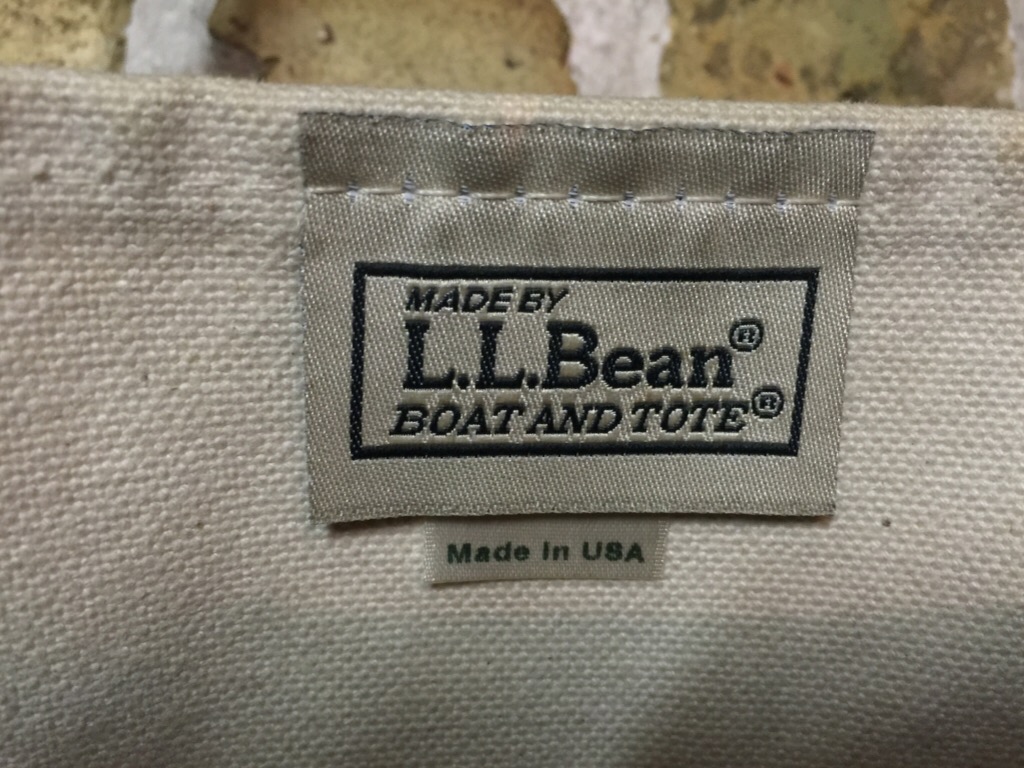 MADE BY
L.L.Bean®
BOAT AND TOTE®
Made In USA